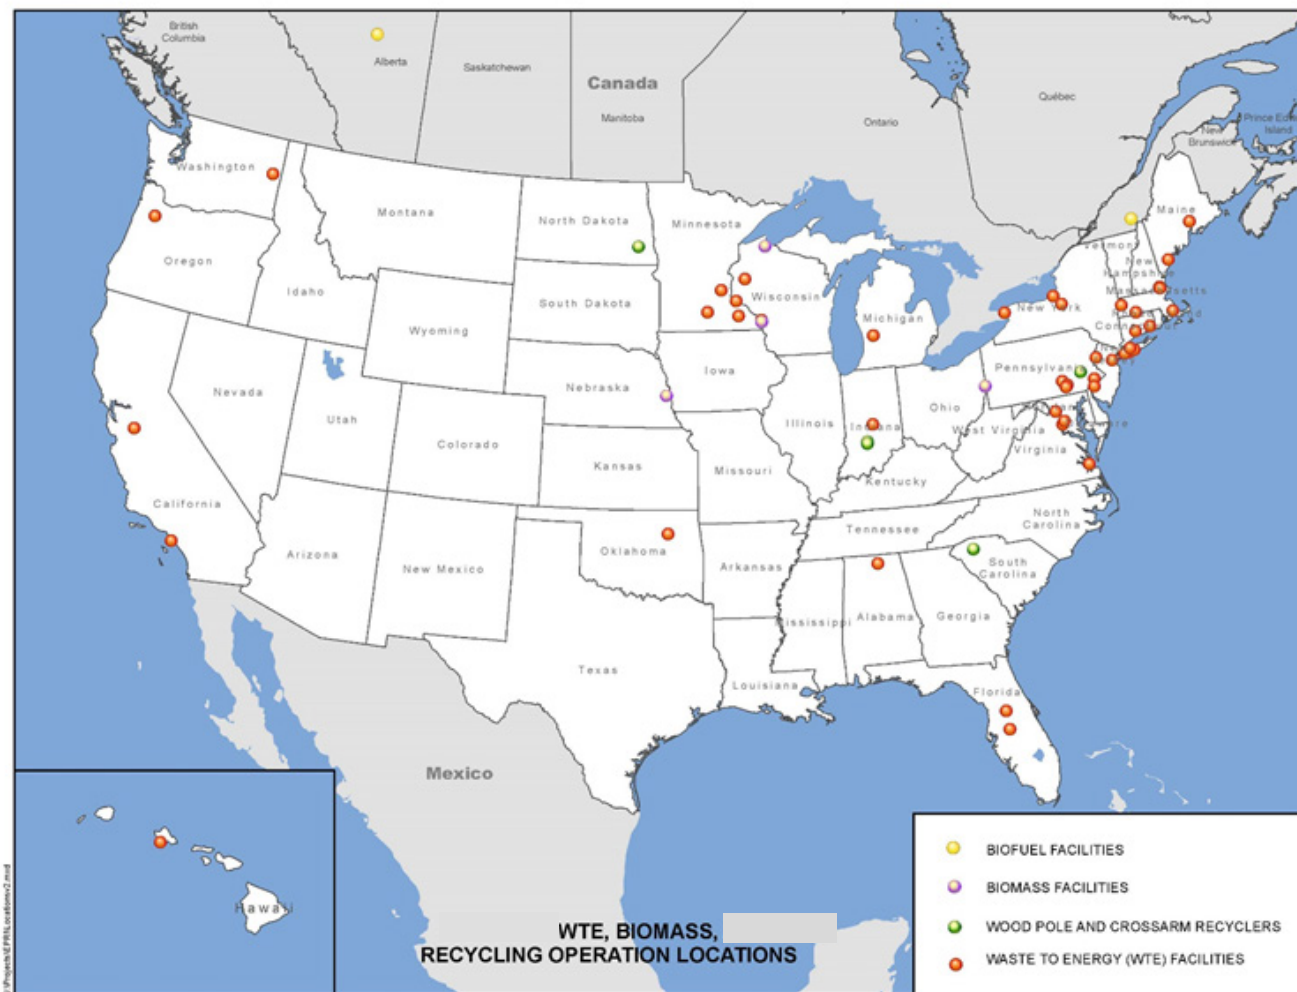 British
Columbia
Alberta
Saskatchewan
Canada
Manitoba
Ontario
Québec
New
Brunswick
Prince Ed
Island
Washington
Montana
North Dakota
Minnesota
Maine
Oregon
Idaho
South Dakota
Wisconsin
Michigan
Vermont
New
Hampshire
Massachusetts
New York
Wyoming
Nebraska
Iowa
Pennsylvania
Nevada
Utah
Colorado
Kansas
Illinois
Indiana
Ohio
West Virginia
Virginia
Missouri
Kentucky
California
Arizona
New Mexico
Oklahoma
Arkansas
Tennessee
North
Carolina
South
Carolina
Mississippi
Alabama
Georgia
Texas
Louisiana
Florida
Mexico
Hawaii
WTE, BIOMASS,
RECYCLING OPERATION LOCATIONS
BIOFUEL FACILITIES
BIOMASS FACILITIES
WOOD POLE AND CROSSARM RECYCLERS
WASTE TO ENERGY (WTE) FACILITIES